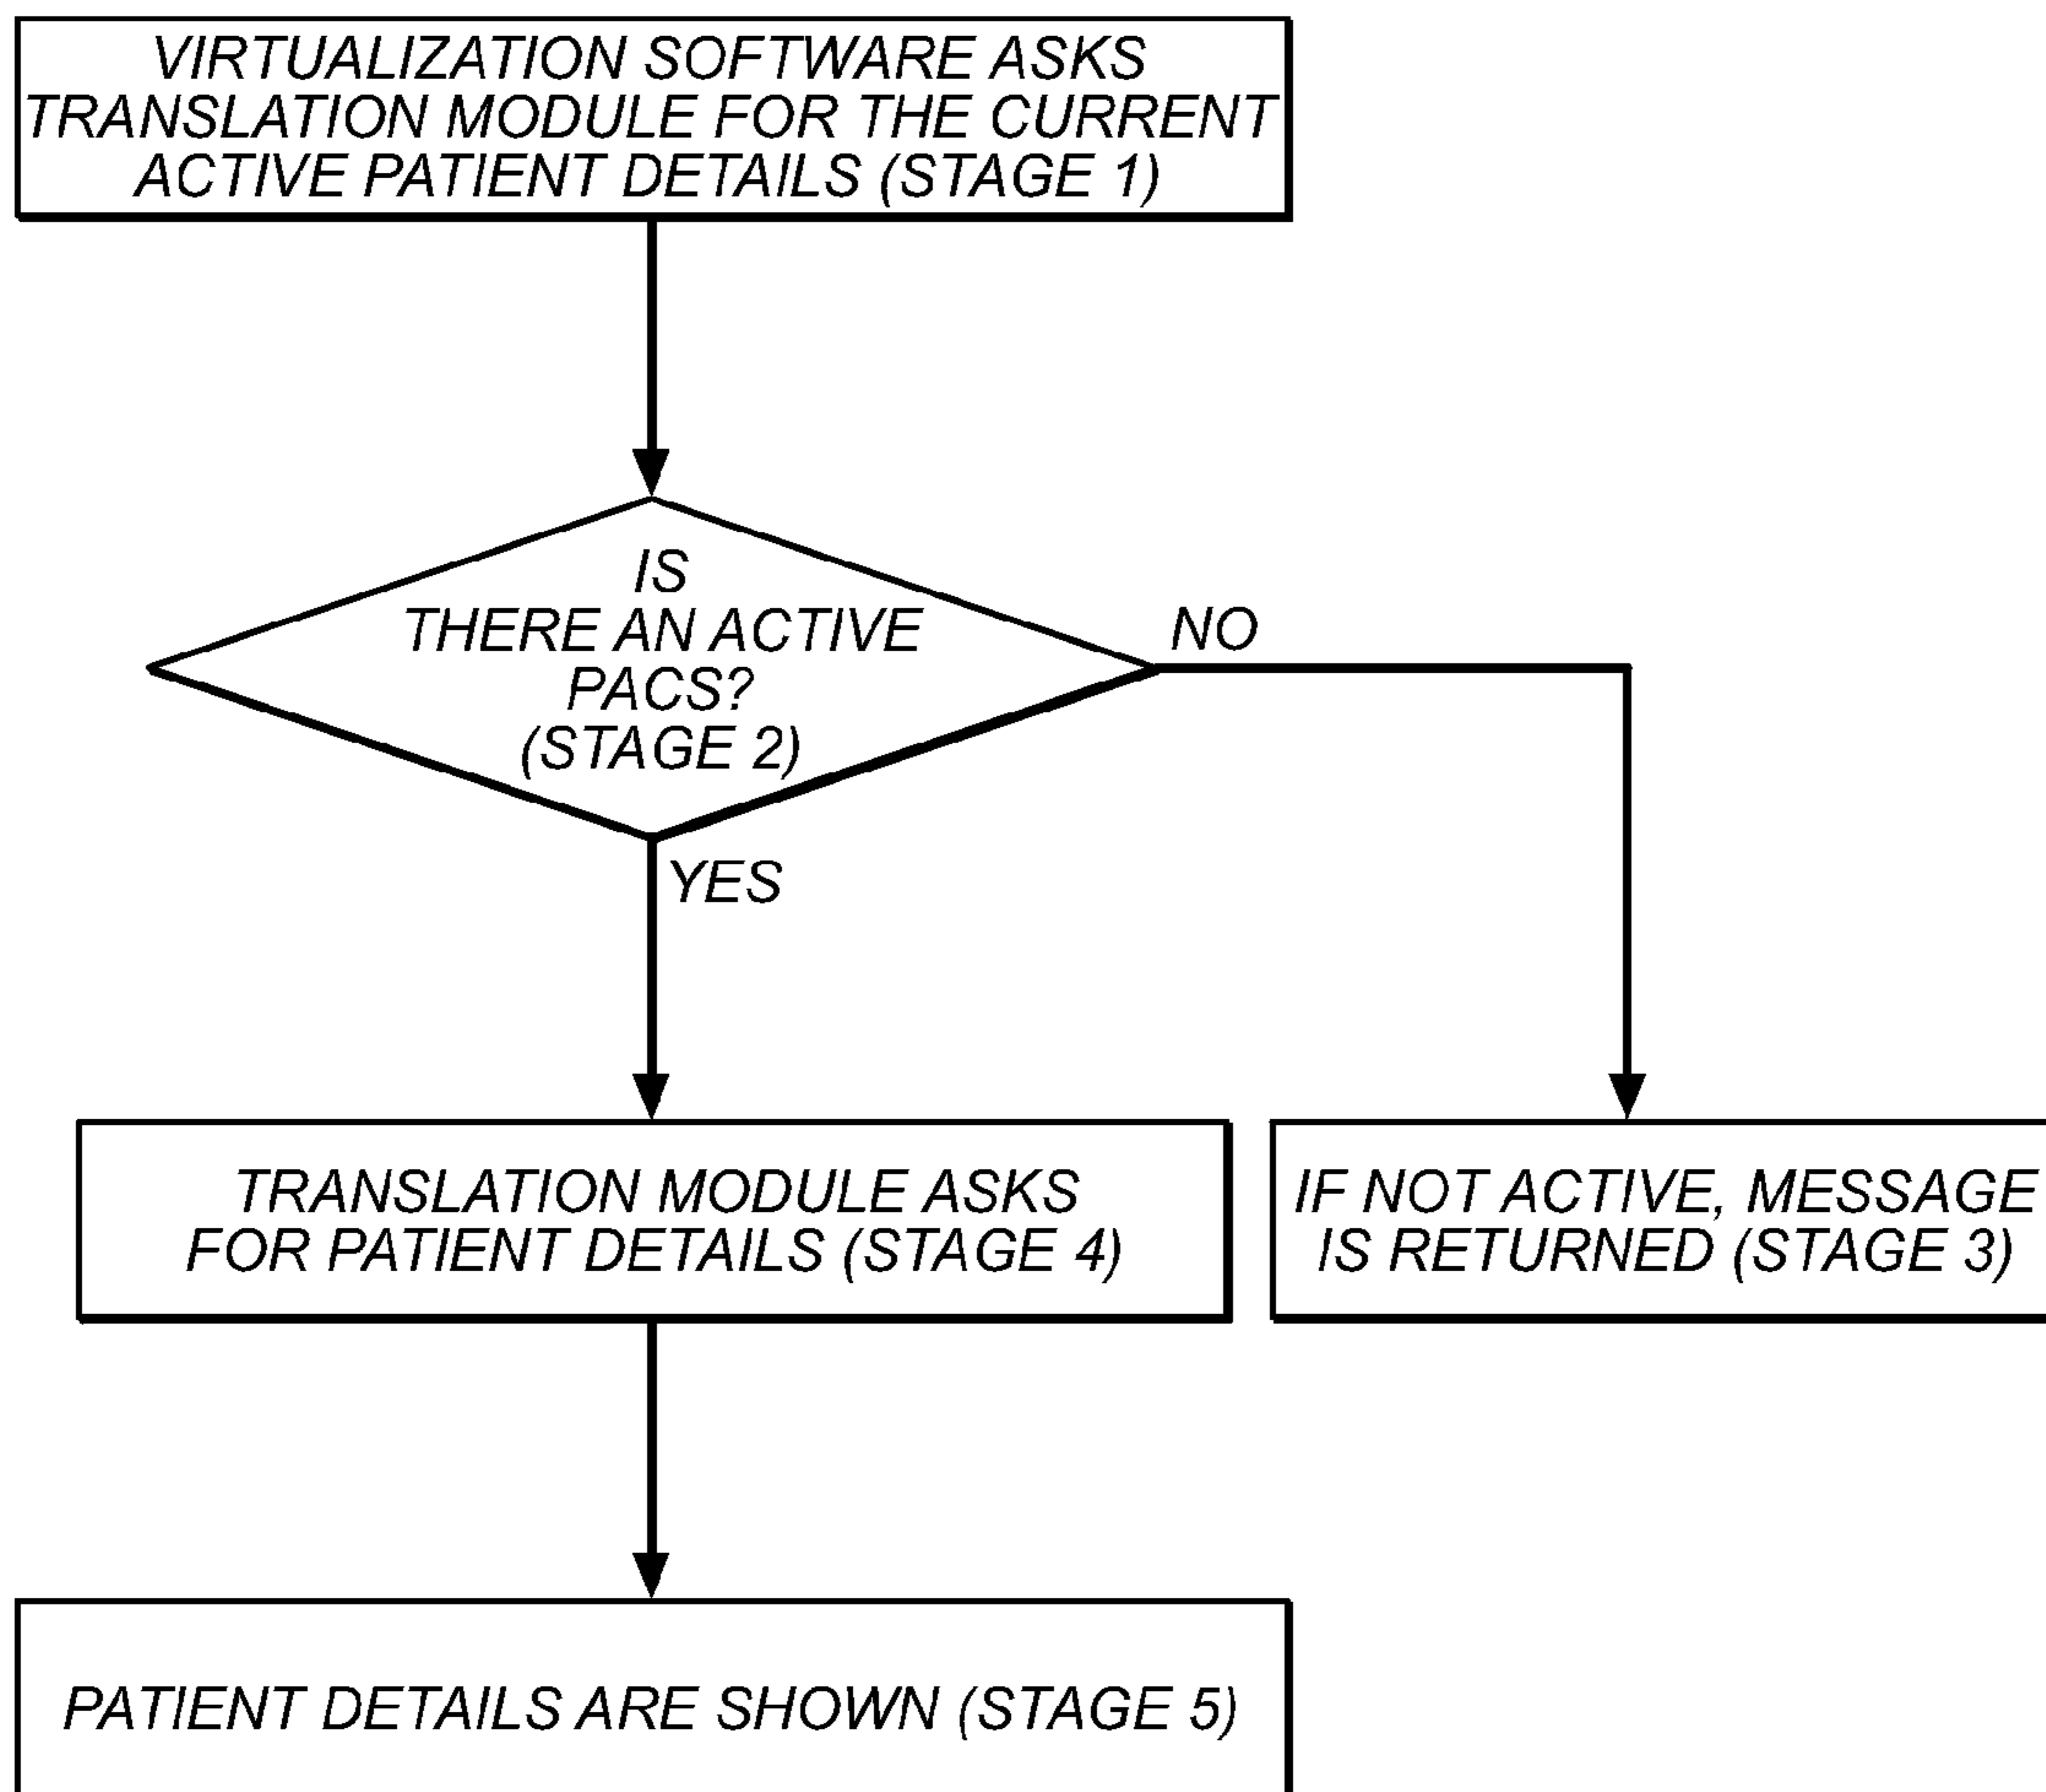 VIRTUALIZATION SOFTWARE ASKS
TRANSLATION MODULE FOR THE CURRENT
ACTIVE PATIENT DETAILS (STAGE 1)
IS
THERE AN ACTIVE
PACS?
(STAGE 2)
NO
YES
TRANSLATION MODULE ASKS
FOR PATIENT DETAILS (STAGE 4)
IF NOT ACTIVE, MESSAGE
IS RETURNED (STAGE 3)
PATIENT DETAILS ARE SHOWN (STAGE 5)